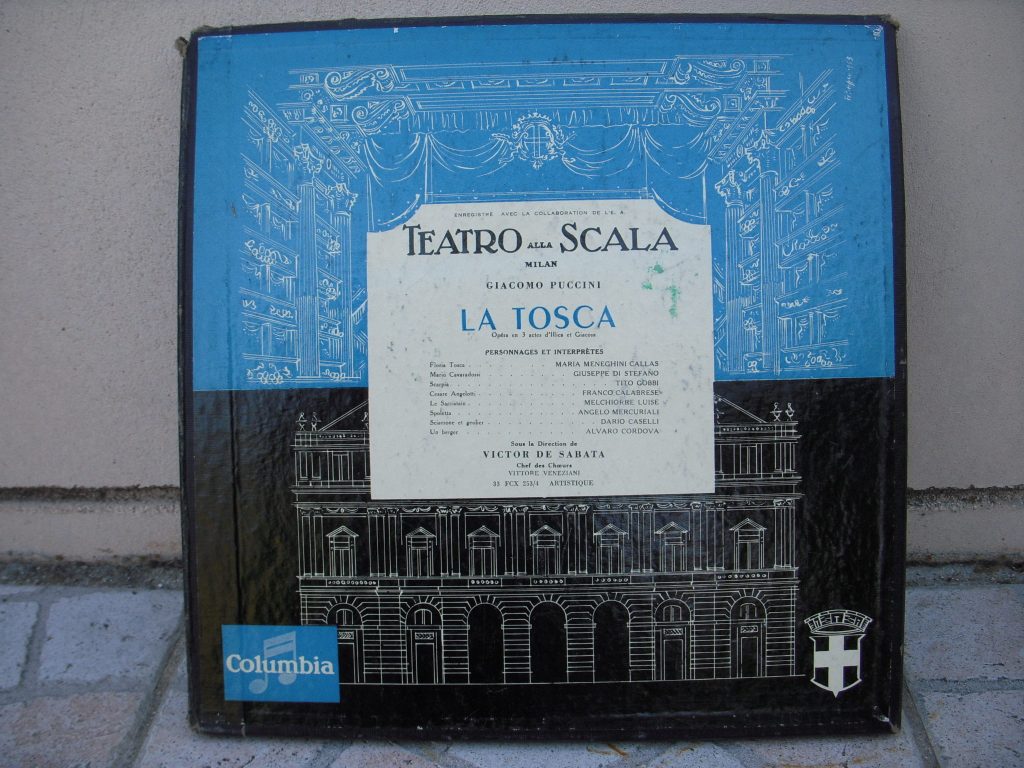 ENREGISTRÉ AVEC LA COLLABORATION DE L'E. A.
TEATRO ALLA SCALA
MILAN
GIACOMO PUCCINI
LA TOSCA
Opéra en 3 actes d'Illica et Giacosa
PERSONNAGES ET INTERPRÈTES
Floria Tosca . . . . . . . . MARIA MENEGHINI CALLAS
Mario Cavaradossi . . . . . . . . GIUSEPPE DI STEFANO
Scarpia . . . . . . . . TITO GOBBI
Cesare Angelotti . . . . . . . . FRANCO CALABRESE
Le Sacristain . . . . . . . . MELCHIORRE LUISE
Spoletta . . . . . . . . ANGELO MERCURIALI
Sciarrone et geolier . . . . . . . . DARIO CASELLI
Un berger . . . . . . . . ALVARO CORDOVA
Sous la Direction de
VICTOR DE SABATA
Chef des Chœurs
VITTORE VENEZIANI
33 FCX 253/4 ARTISTIQUE
Columbia